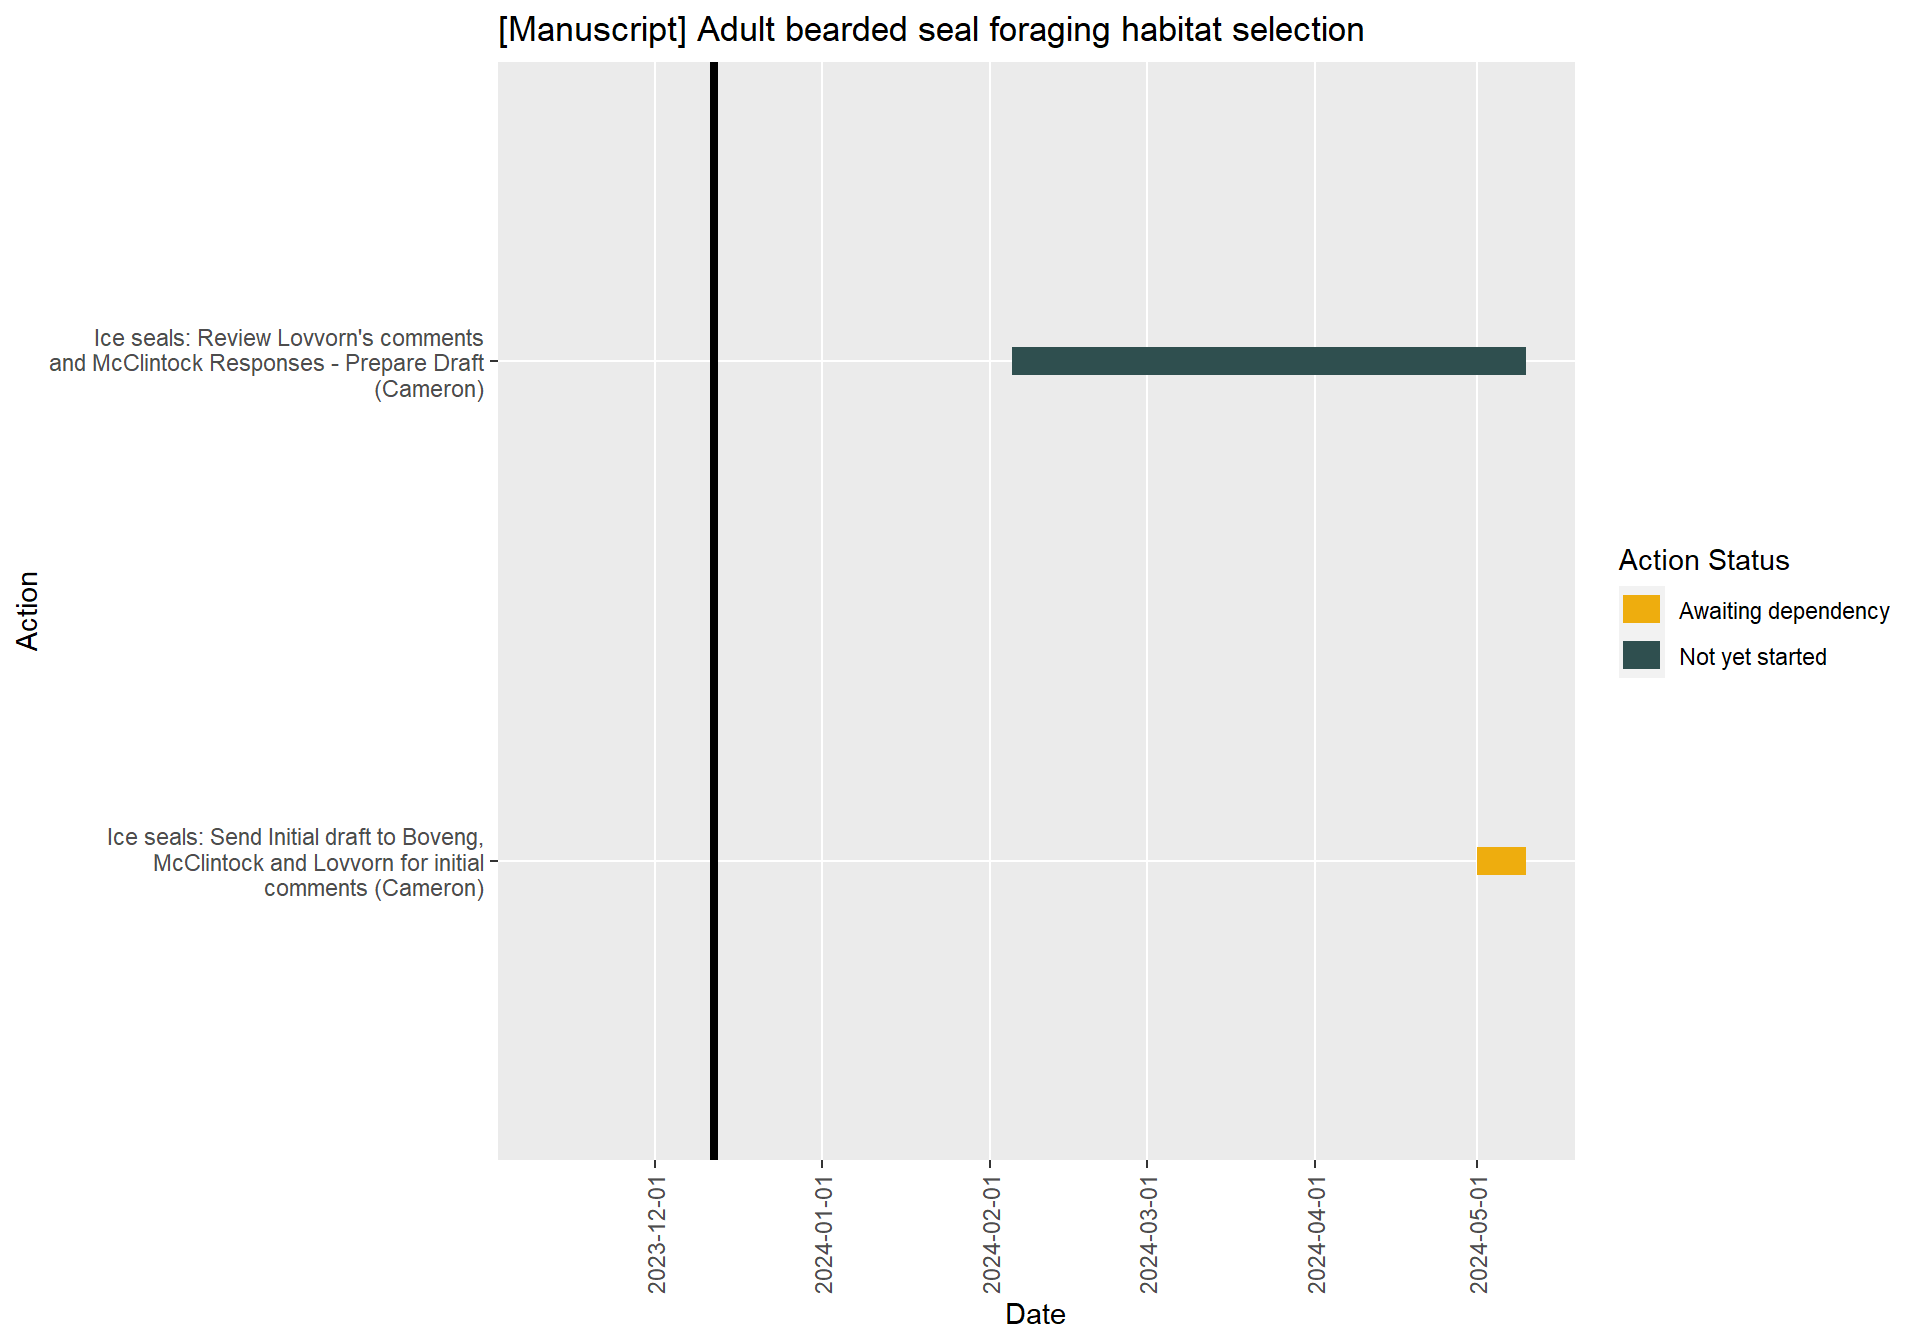 [Manuscript] Adult bearded seal foraging habitat selection
Action
Ice seals: Review Lovvorn's comments
and McClintock Responses - Prepare Draft
(Cameron)
Ice seals: Send Initial draft to Boveng,
McClintock and Lovvorn for initial
comments (Cameron)
2023-12-01
2024-01-01
2024-02-01
2024-03-01
2024-04-01
2024-05-01
Date
Action Status
Awaiting dependency
Not yet started